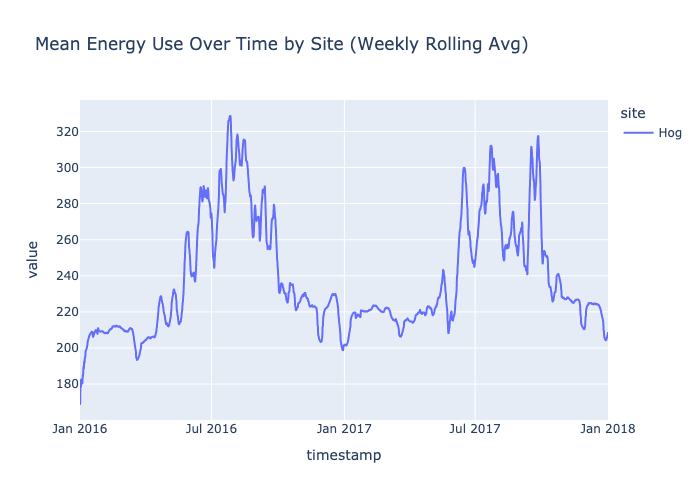 Mean Energy Use Over Time by Site (Weekly Rolling Avg)
site
Hog
320
300
280
260
240
220
200
180
value
Jan 2016
Jul 2016
Jan 2017
Jul 2017
Jan 2018
timestamp